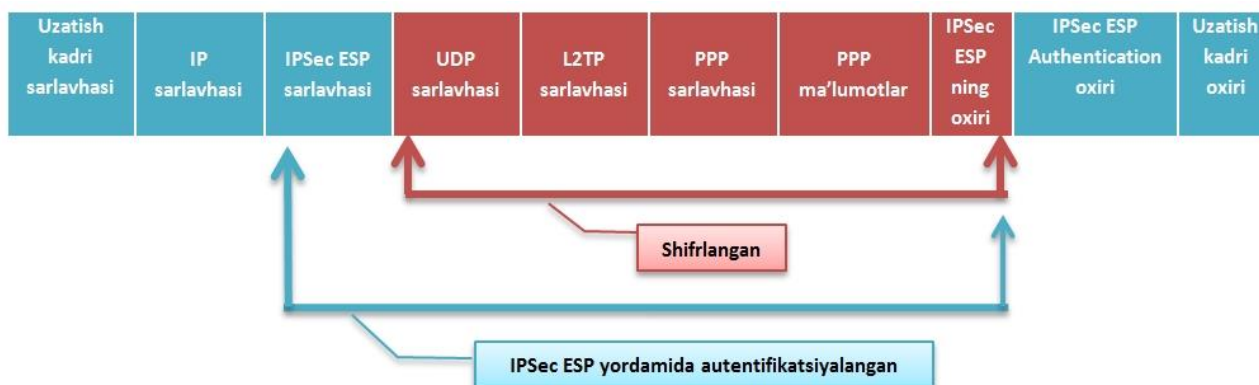 Uzatish
kadri
sarlavhasi
IP
sarlavhasi
IPSec ESP
sarlavhasi
UDP
sarlavhasi
L2TP
sarlavhasi
PPP
sarlavhasi
PPP
ma’lumotlar
IPSec
ESP
ning
oxiri
IPSec ESP
Authentication
oxiri
Uzatish
kadri
oxiri
Shifrlangan
IPSec ESP yordamida autentifikatsiyalangan